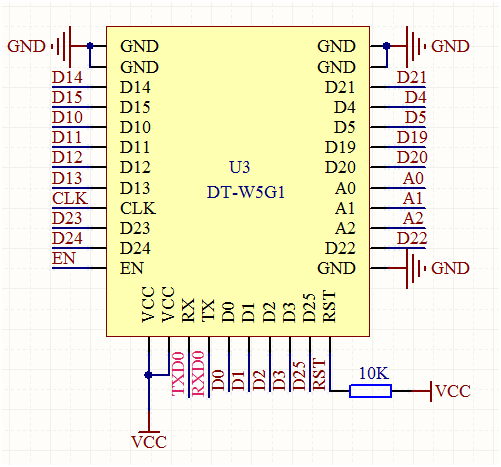 GND GND GND GND
GND GND
D14 D14 D21 D21
D15 D15 D4 D4
D10 D10 D5 D5
D11 D11 D19 D19
D12 D12 D20 D20
D13 D13 A0 A0
CLK CLK A1 A1
D23 D23 A2 A2
D24 D24 D22 D22
EN EN GND GND
U3
DT-W5G1
VCC VCC RX TX D0 D1 D2 D3 D25 RST
TXD0 RXD0 D0 D1 D2 D3 D25 RST
10K
VCC
VCC